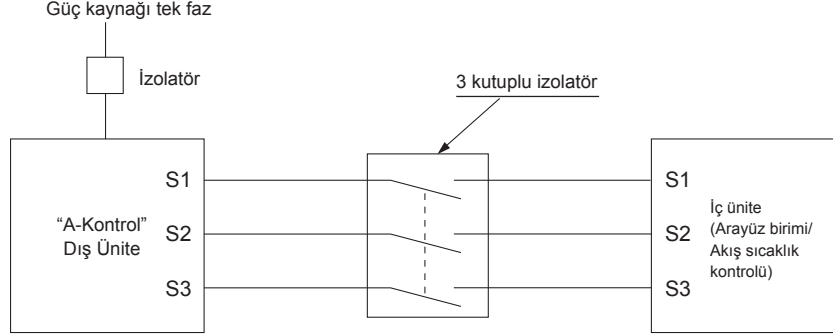 Güç kaynağı tek faz
İzolatör
3 kutuplu izolatör
S1
S1
"A-Kontrol"
Dış Ünite
S2
S2
İç ünite
(Arayüz birimi/
Akış sıcaklık
kontrolü)
S3
S3